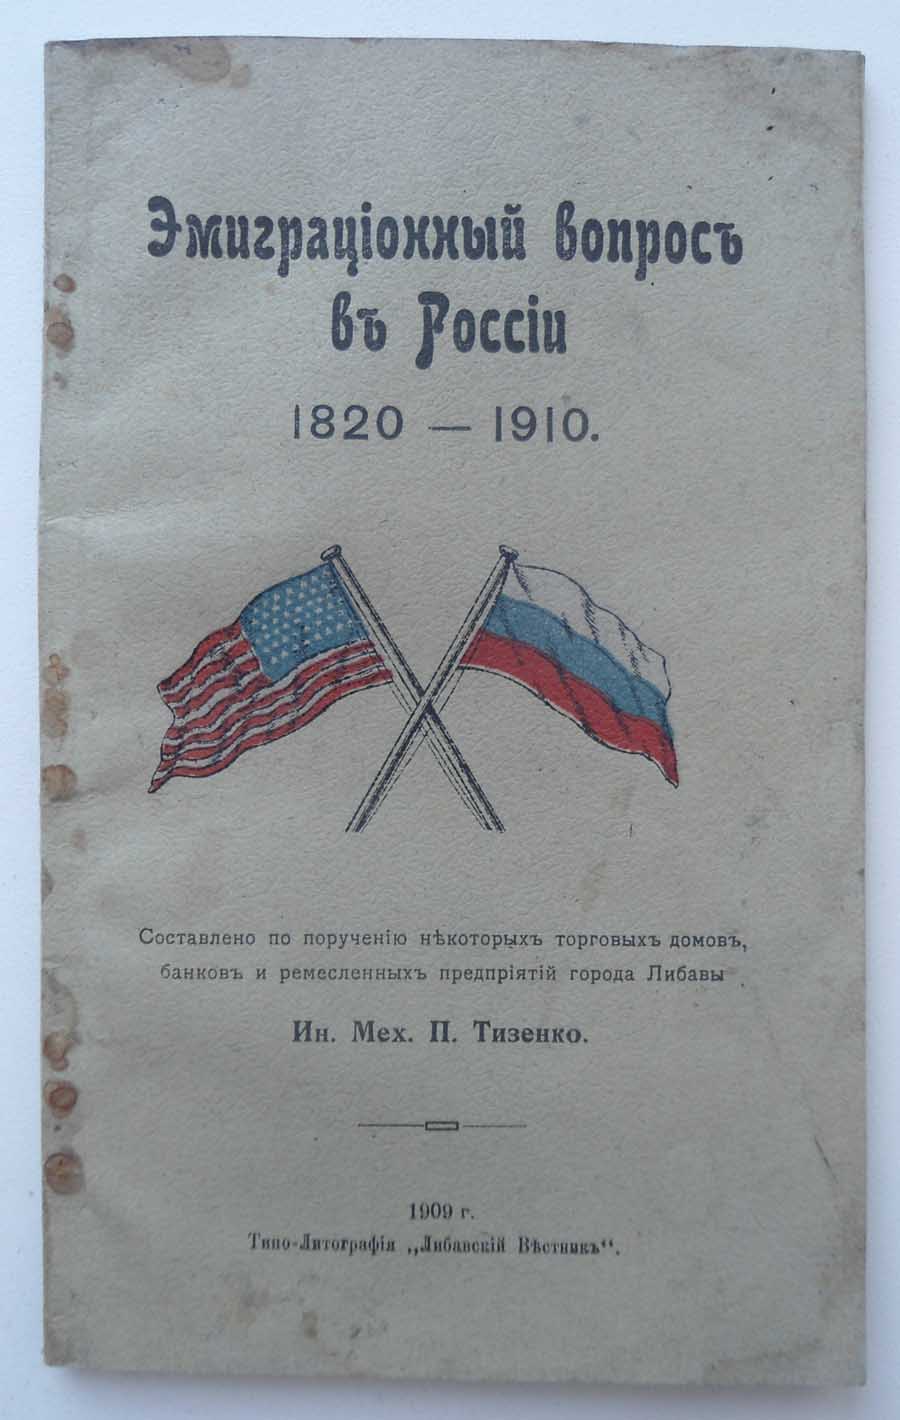 Эмиграціонный вопросъ
въ Россіи
1820 — 1910.
Составлено по порученію нѣкоторыхъ торговыхъ домовъ,
банковъ и ремесленныхъ предпріятій города Либавы
Ин. Мех. П. Тизенко.
1909 г.
Типо-Литографія „Либавскій Вѣстникъ“.